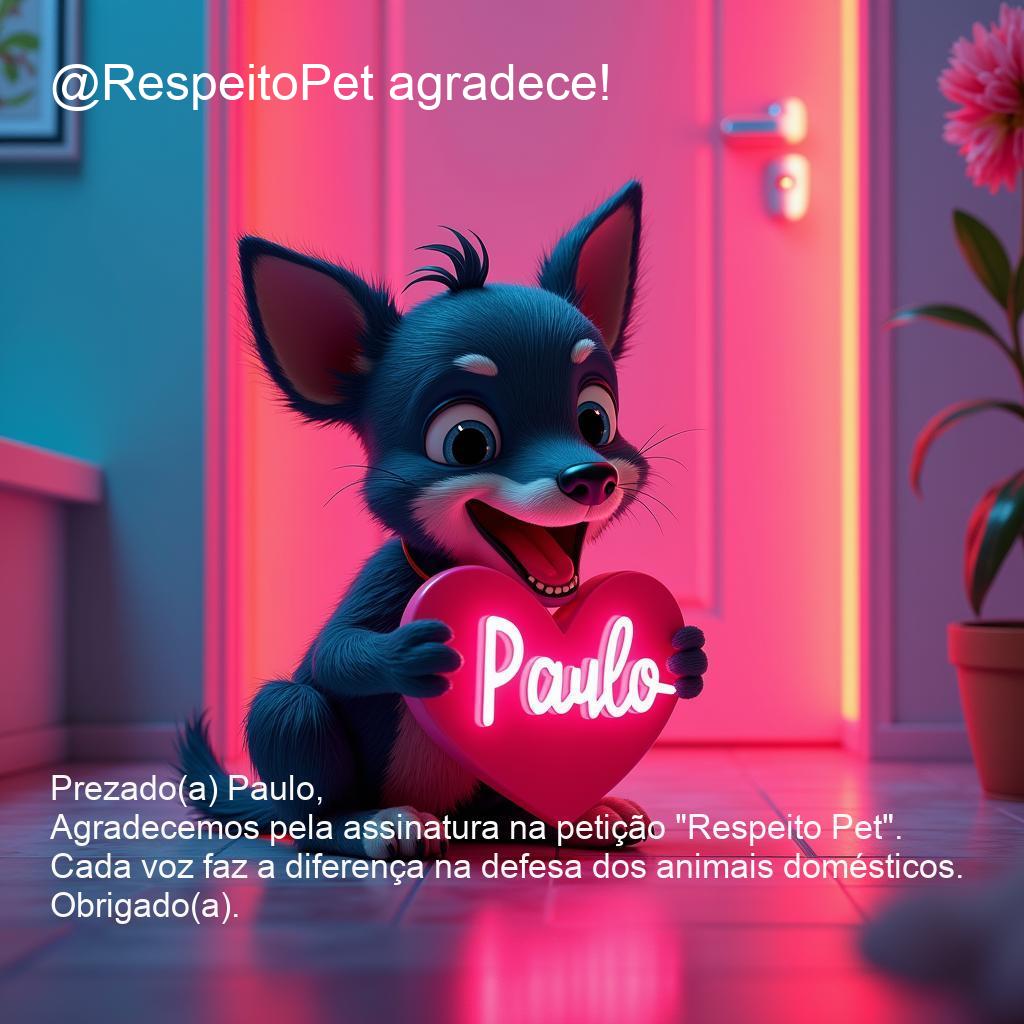 @RespeitoPet agradece!
Paulo
Prezado(a) Paulo,
Agradecemos pela assinatura na petição "Respeito Pet".
Cada voz faz a diferença na defesa dos animais domésticos.
Obrigado(a).